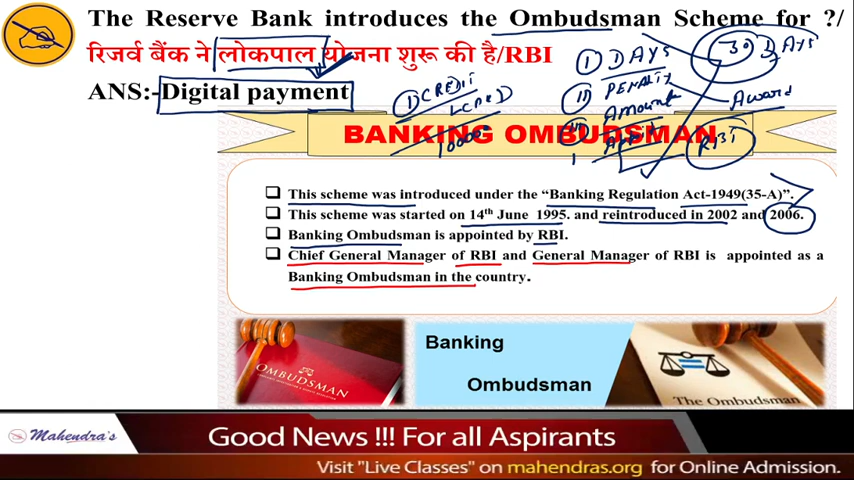 The Reserve Bank introduces the Ombudsman Scheme for ?/
रिजर्व बैंक ने लोकपाल योजना शुरू की है/RBI
ANS:-Digital payment
① CREDIT
CARD
10000
① DAYS
② PENALTY
Amount
30 DAYS
Award
BANKING OMBUDSMAN
❑ This scheme was introduced under the “Banking Regulation Act-1949(35-A)”.
❑ This scheme was started on 14th June 1995. and reintroduced in 2002 and 2006.
❑ Banking Ombudsman is appointed by RBI.
❑ Chief General Manager of RBI and General Manager of RBI is appointed as a
Banking Ombudsman in the country.
OMBUDSMAN
Banking
Ombudsman
The Ombudsman
Mahendra's
Good News !!! For all Aspirants
Visit "Live Classes" on mahendras.org for Online Admission.